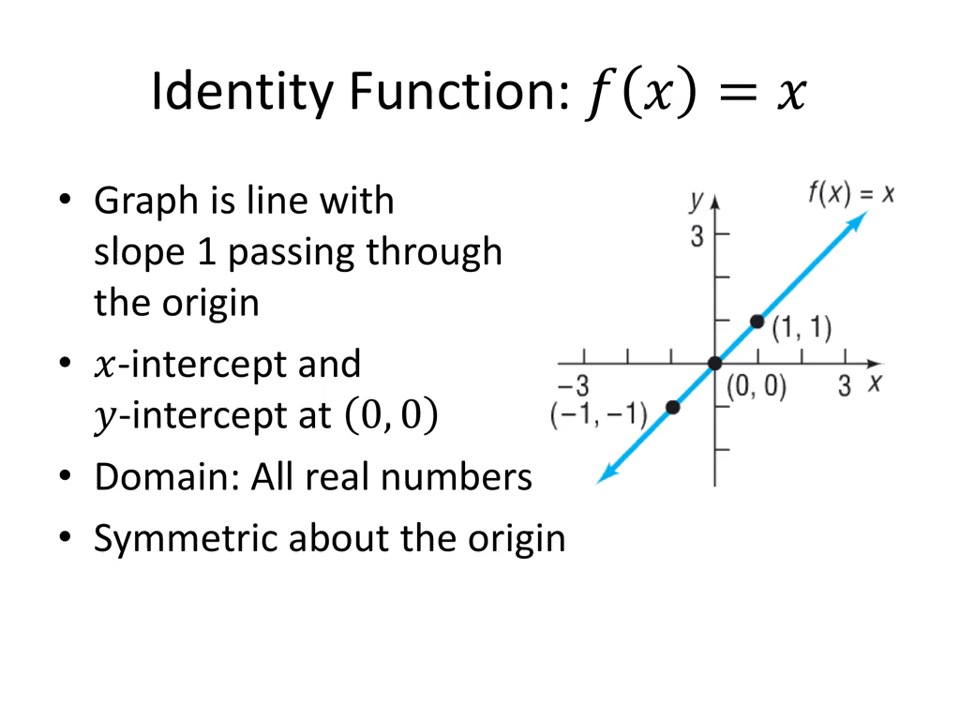 Identity Function: 𝑓(𝑥) = 𝑥
• Graph is line with
slope 1 passing through
the origin
• 𝑥-intercept and
𝑦-intercept at (0, 0)
• Domain: All real numbers
• Symmetric about the origin
f(x) = x
y
3
(1, 1)
−3
(0, 0)
3
x
(−1, −1)